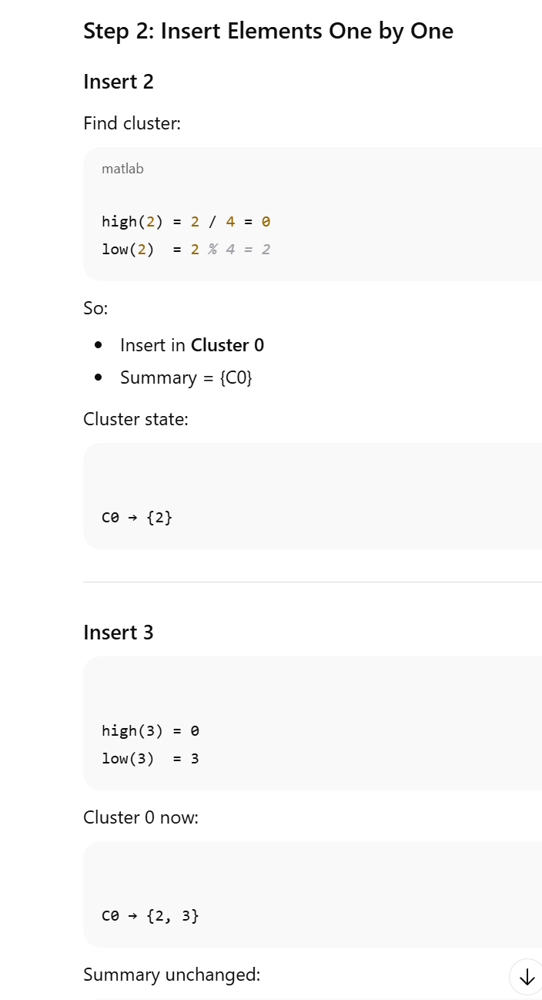 Step 2: Insert Elements One by One
Insert 2
Find cluster:
matlab
high(2) = 2 / 4 = 0
low(2)  = 2 % 4 = 2
So:
• Insert in Cluster 0
• Summary = {C0}
Cluster state:
C0 → {2}
Insert 3
high(3) = 0
low(3)  = 3
Cluster 0 now:
C0 → {2, 3}
Summary unchanged: